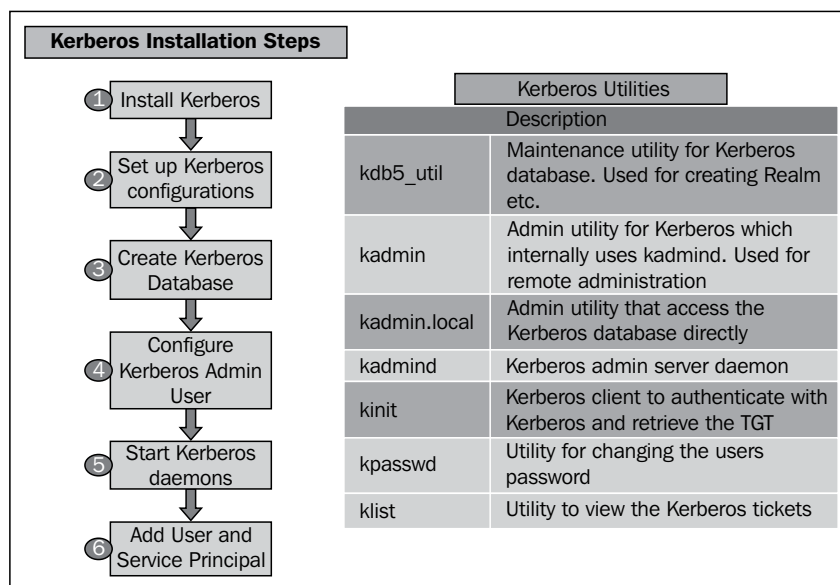 Kerberos Installation Steps
1
Install Kerberos
2
Set up Kerberos
configurations
3
Create Kerberos
Database
4
Configure
Kerberos Admin
User
5
Start Kerberos
daemons
6
Add User and
Service Principal
Kerberos Utilities
Description
kdb5_util
Maintenance utility for Kerberos
database. Used for creating Realm
etc.
kadmin
Admin utility for Kerberos which
internally uses kadmind. Used for
remote administration
kadmin.local
Admin utility that access the
Kerberos database directly
kadmind
Kerberos admin server daemon
kinit
Kerberos client to authenticate with
Kerberos and retrieve the TGT
kpasswd
Utility for changing the users
password
klist
Utility to view the Kerberos tickets